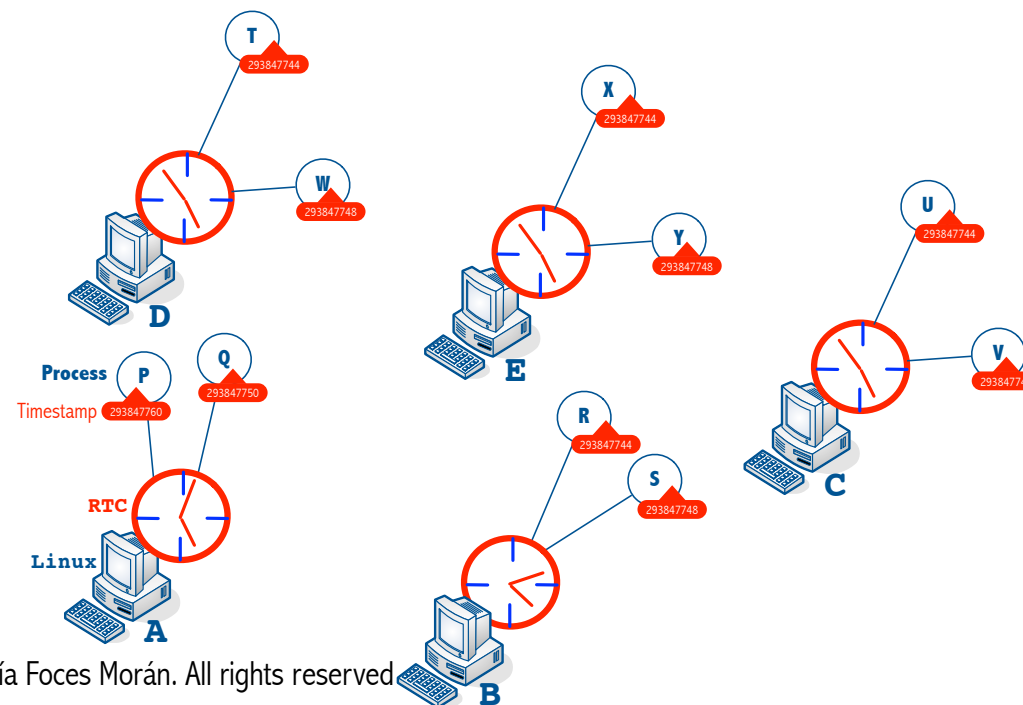 T
293847744
X
293847744
W
293847748
U
293847744
Y
293847748
D
Process
P
Q
E
V
Timestamp
293847760
293847750
R
293847744
S
293847748
C
RTC
Linux
A
ía Foces Morán. All rights reserved
B